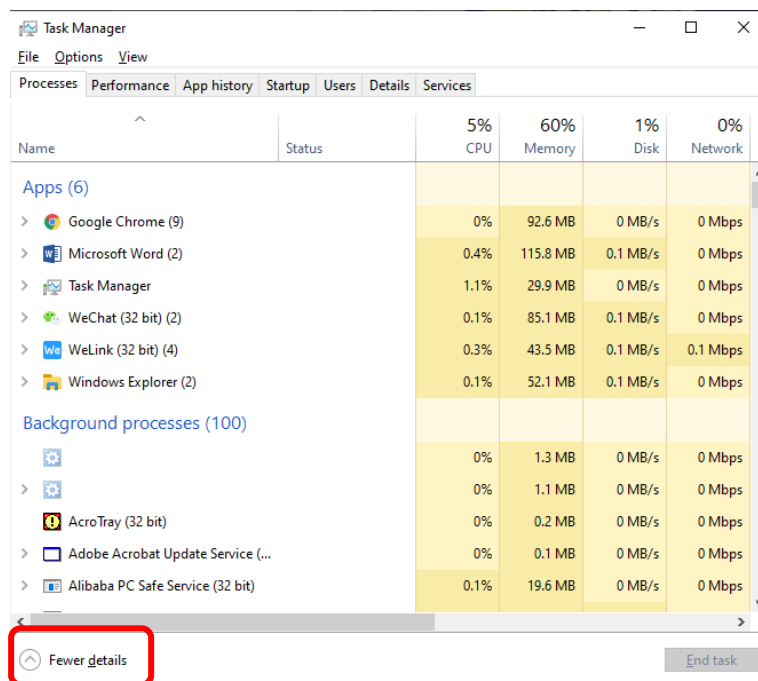 Task Manager
File Options View
Processes Performance App history Startup Users Details Services
5% 60% 1% 0%
Name Status CPU Memory Disk Network
Apps (6)
Google Chrome (9) 0% 92.6 MB 0 MB/s 0 Mbps
Microsoft Word (2) 0.4% 115.8 MB 0.1 MB/s 0 Mbps
Task Manager 1.1% 29.9 MB 0 MB/s 0 Mbps
WeChat (32 bit) (2) 0.1% 85.1 MB 0.1 MB/s 0 Mbps
We WeLink (32 bit) (4) 0.3% 43.5 MB 0.1 MB/s 0.1 Mbps
Windows Explorer (2) 0.1% 52.1 MB 0.1 MB/s 0 Mbps
Background processes (100)
0% 1.3 MB 0 MB/s 0 Mbps
0% 1.1 MB 0 MB/s 0 Mbps
AcroTray (32 bit) 0% 0.2 MB 0 MB/s 0 Mbps
Adobe Acrobat Update Service (... 0% 0.1 MB 0 MB/s 0 Mbps
Alibaba PC Safe Service (32 bit) 0.1% 19.6 MB 0 MB/s 0 Mbps
Fewer details End task